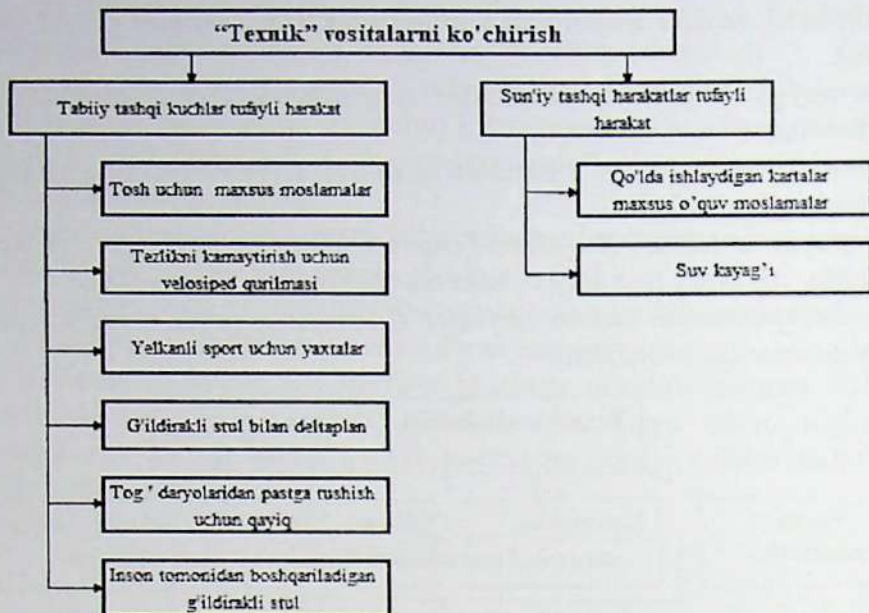 “Texnik” vositalarni ko'chirish
Tabiiy tashqi kuchlar tufayli harakat
Sun'iy tashqi harakatlar tufayli
harakat
Tosh uchun maxsus moslamalar
Tezlikni kamaytirish uchun
velosiped qurilmasi
Yelkanli sport uchun yaxtalar
G'ildirakli stul bilan deltaplan
Tog' daryolaridan pastga tushish
uchun qayiq
Inson tomonidan boshqariladigan
g'ildirakli stul
Qo'lda ishlaydigan kartalar
maxsus o'quv moslamalar
Suv kayag'i